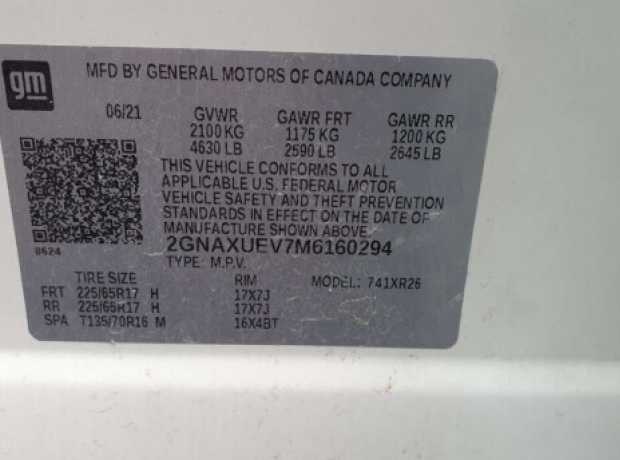 gm
MFD BY GENERAL MOTORS OF CANADA COMPANY
06/21 GVWR GAWR FRT GAWR RR
2100 KG 1175 KG 1200 KG
4630 LB 2590 LB 2645 LB
THIS VEHICLE CONFORMS TO ALL
APPLICABLE U.S. FEDERAL MOTOR
VEHICLE SAFETY AND THEFT PREVENTION
STANDARDS IN EFFECT ON THE DATE OF
MANUFACTURE SHOWN ABOVE.
8624 2GNAXUEV7M6160294
TYPE: M.P.V.
TIRE SIZE RIM MODEL: 741XR26
FRT 225/65R17 H 17X7J
RR 225/65R17 H 17X7J
SPA T135/70R16 M 16X4BT